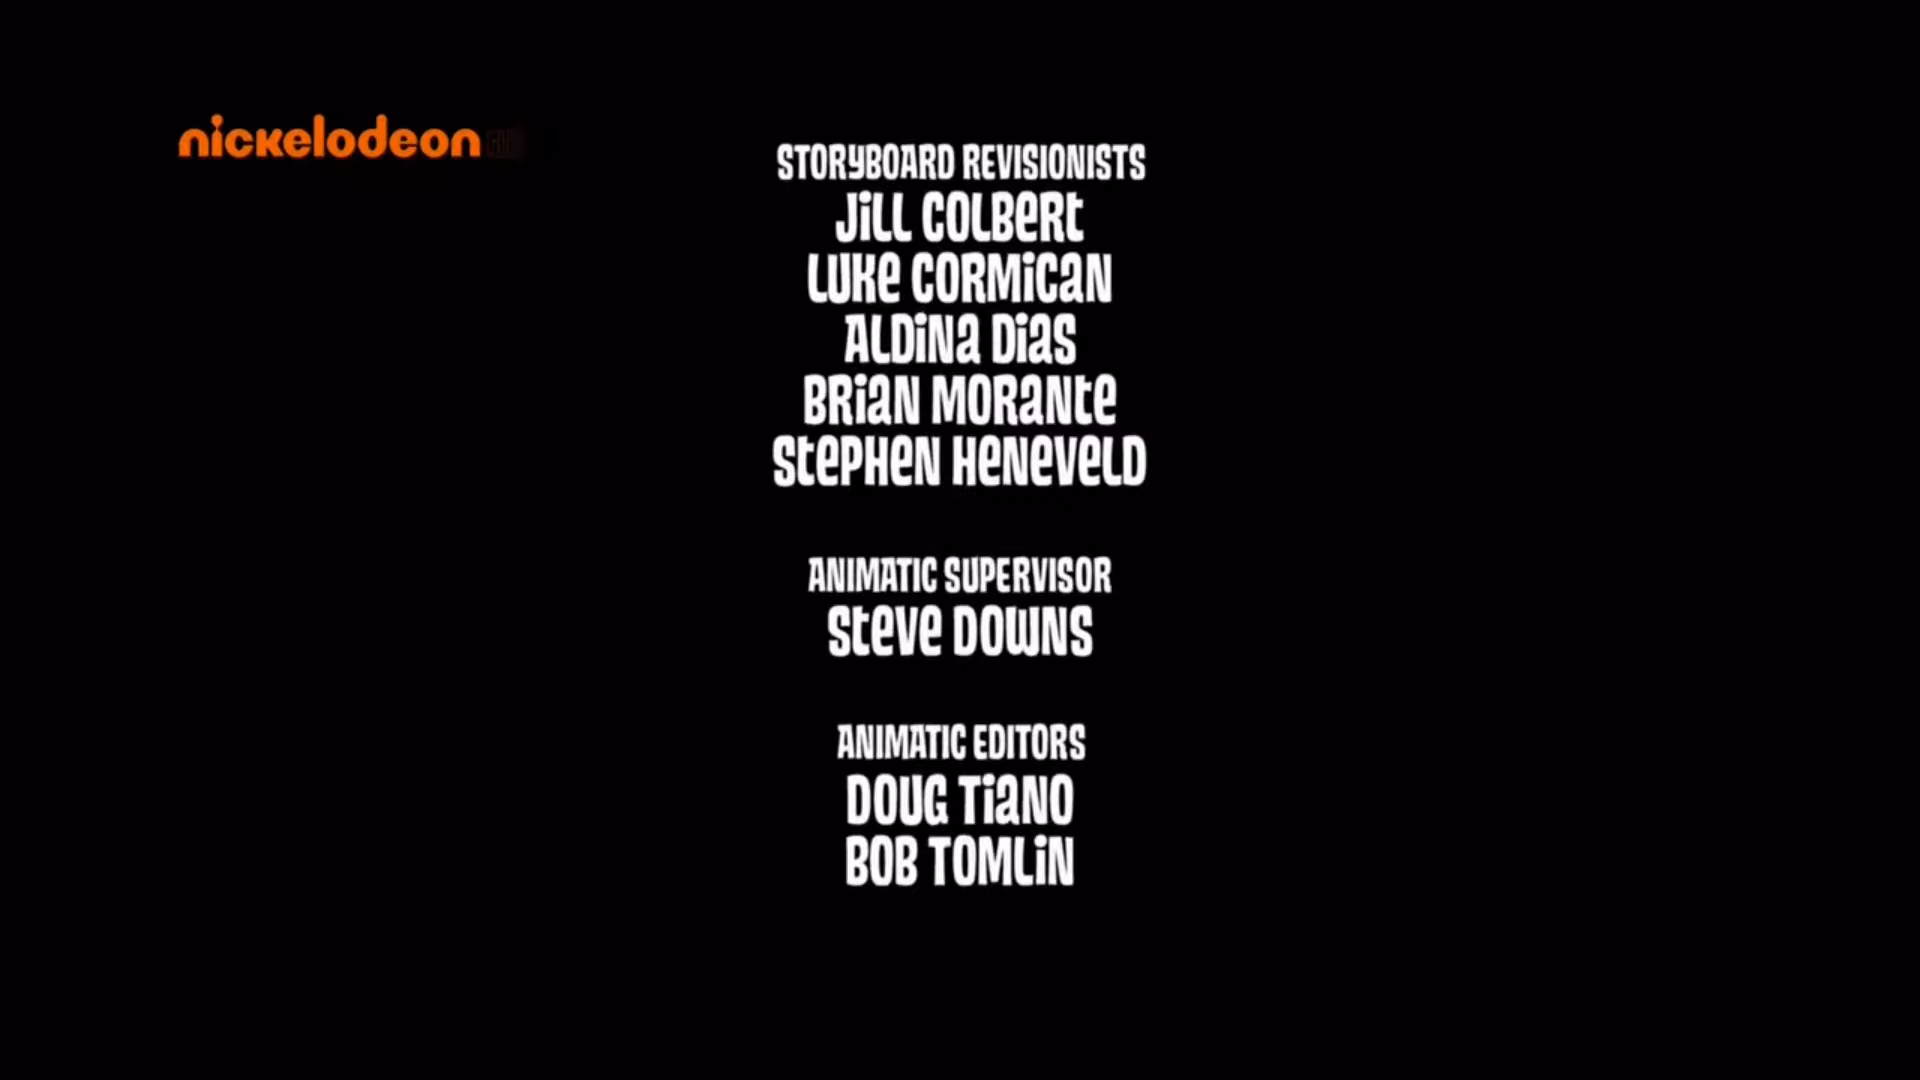 nickelodeon
STORYBOARD REVISIONISTS
JiLL COLBeRt
LUKe CORMiCaN
ALDiNa Dias
BRiaN MORaNte
StePHeN HeNeVeLD
ANIMATIC SUPERVISOR
SteVe DOWNS
ANIMATIC EDITORS
DOUG TiaNO
BOB TOMLiN